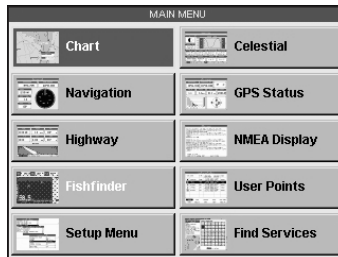 MAIN MENU
Chart
Celestial
Navigation
GPS Status
Highway
NMEA Display
Fishfinder
User Points
Setup Menu
Find Services